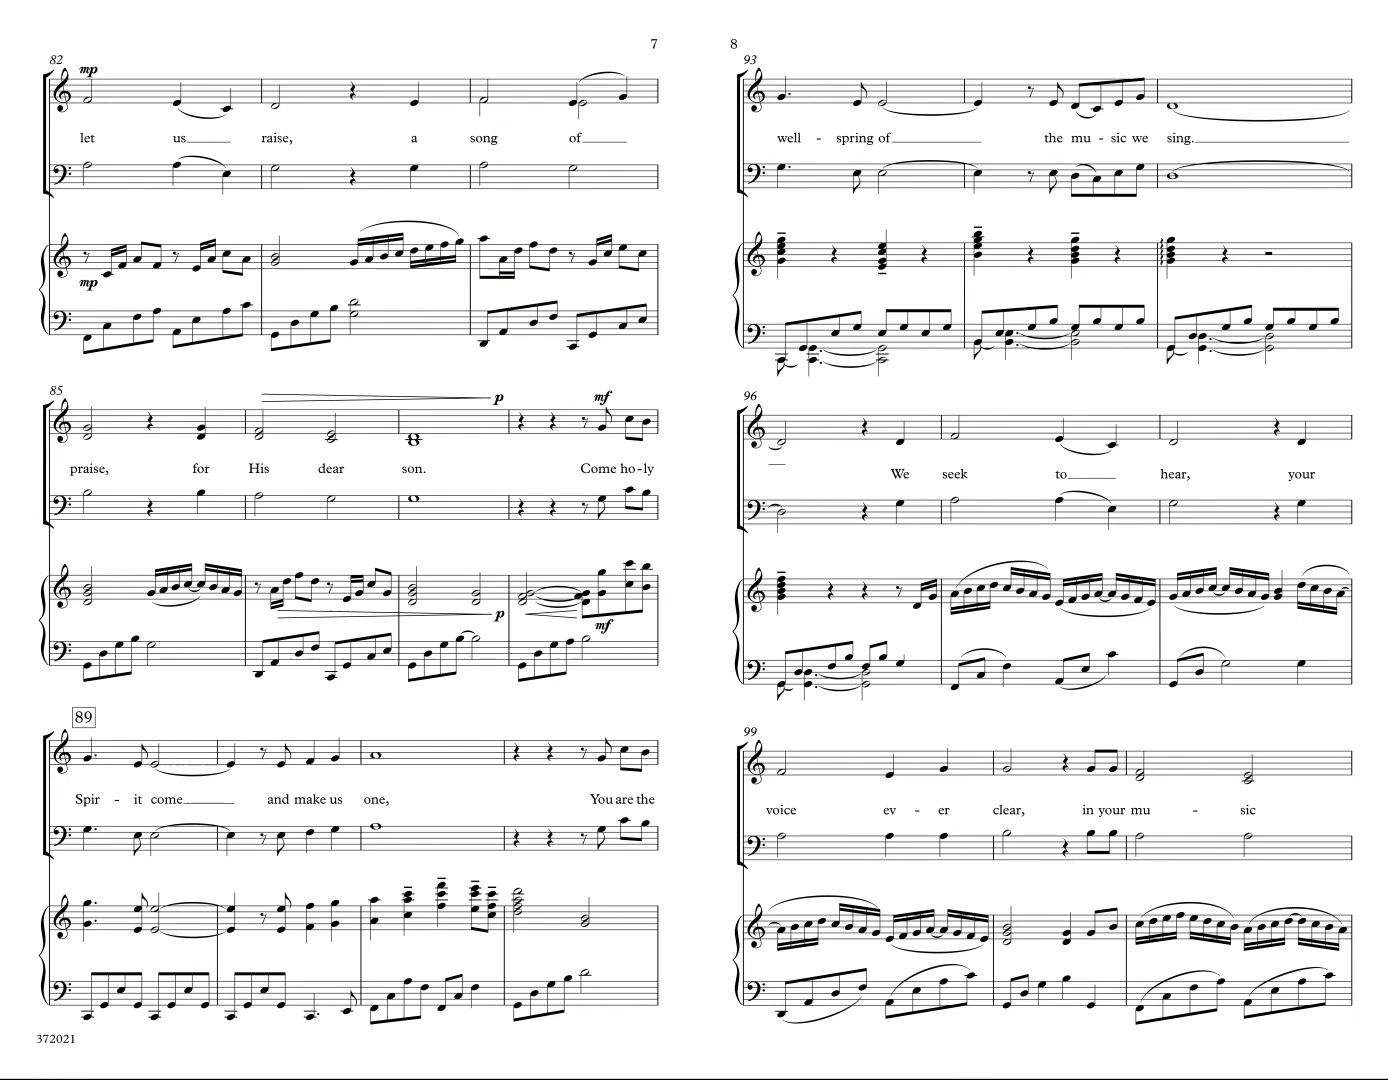 7
82
mp
let us raise, a song of
mp
85
p
mf
praise, for His dear son. Come ho - ly
p
mf
89
Spir - it come and make us one, You are the
372021
8
93
well - spring of the mu - sic we sing.
96
We seek to hear, your
99
voice ev - er clear, in your mu - sic